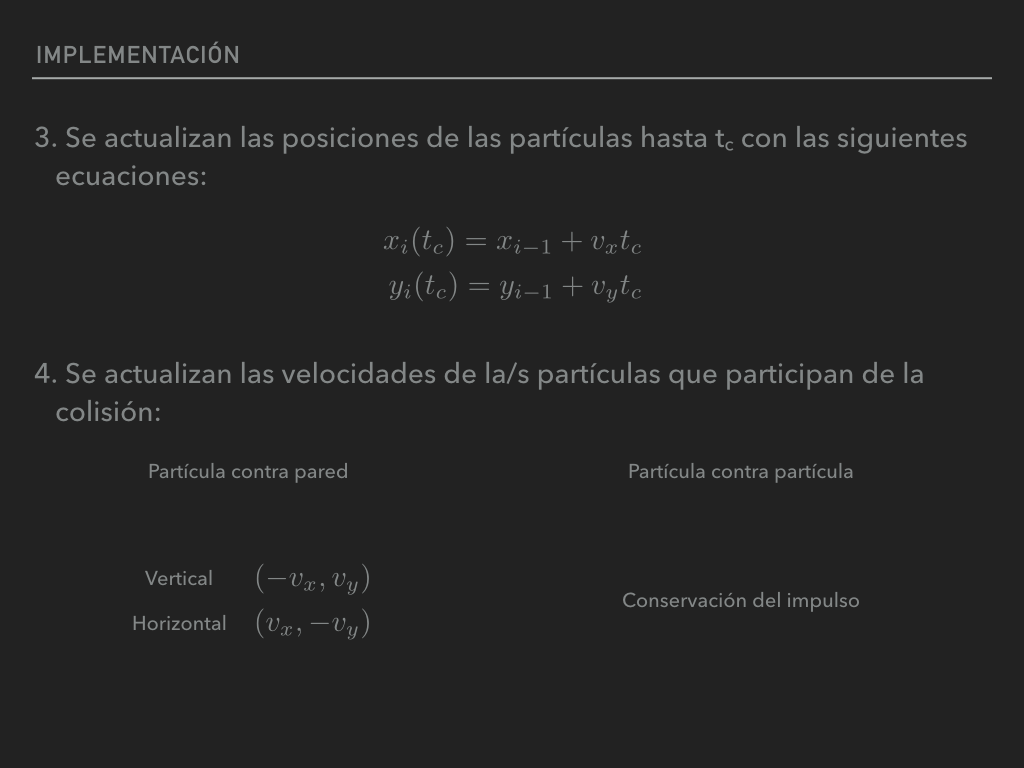 IMPLEMENTACIÓN
3. Se actualizan las posiciones de las partículas hasta t_c con las siguientes
ecuaciones:
x_i(t_c) = x_{i−1} + v_x t_c
y_i(t_c) = y_{i−1} + v_y t_c
4. Se actualizan las velocidades de la/s partículas que participan de la
colisión:
Partícula contra pared
Vertical (−v_x, v_y)
Horizontal (v_x, −v_y)
Partícula contra partícula
Conservación del impulso